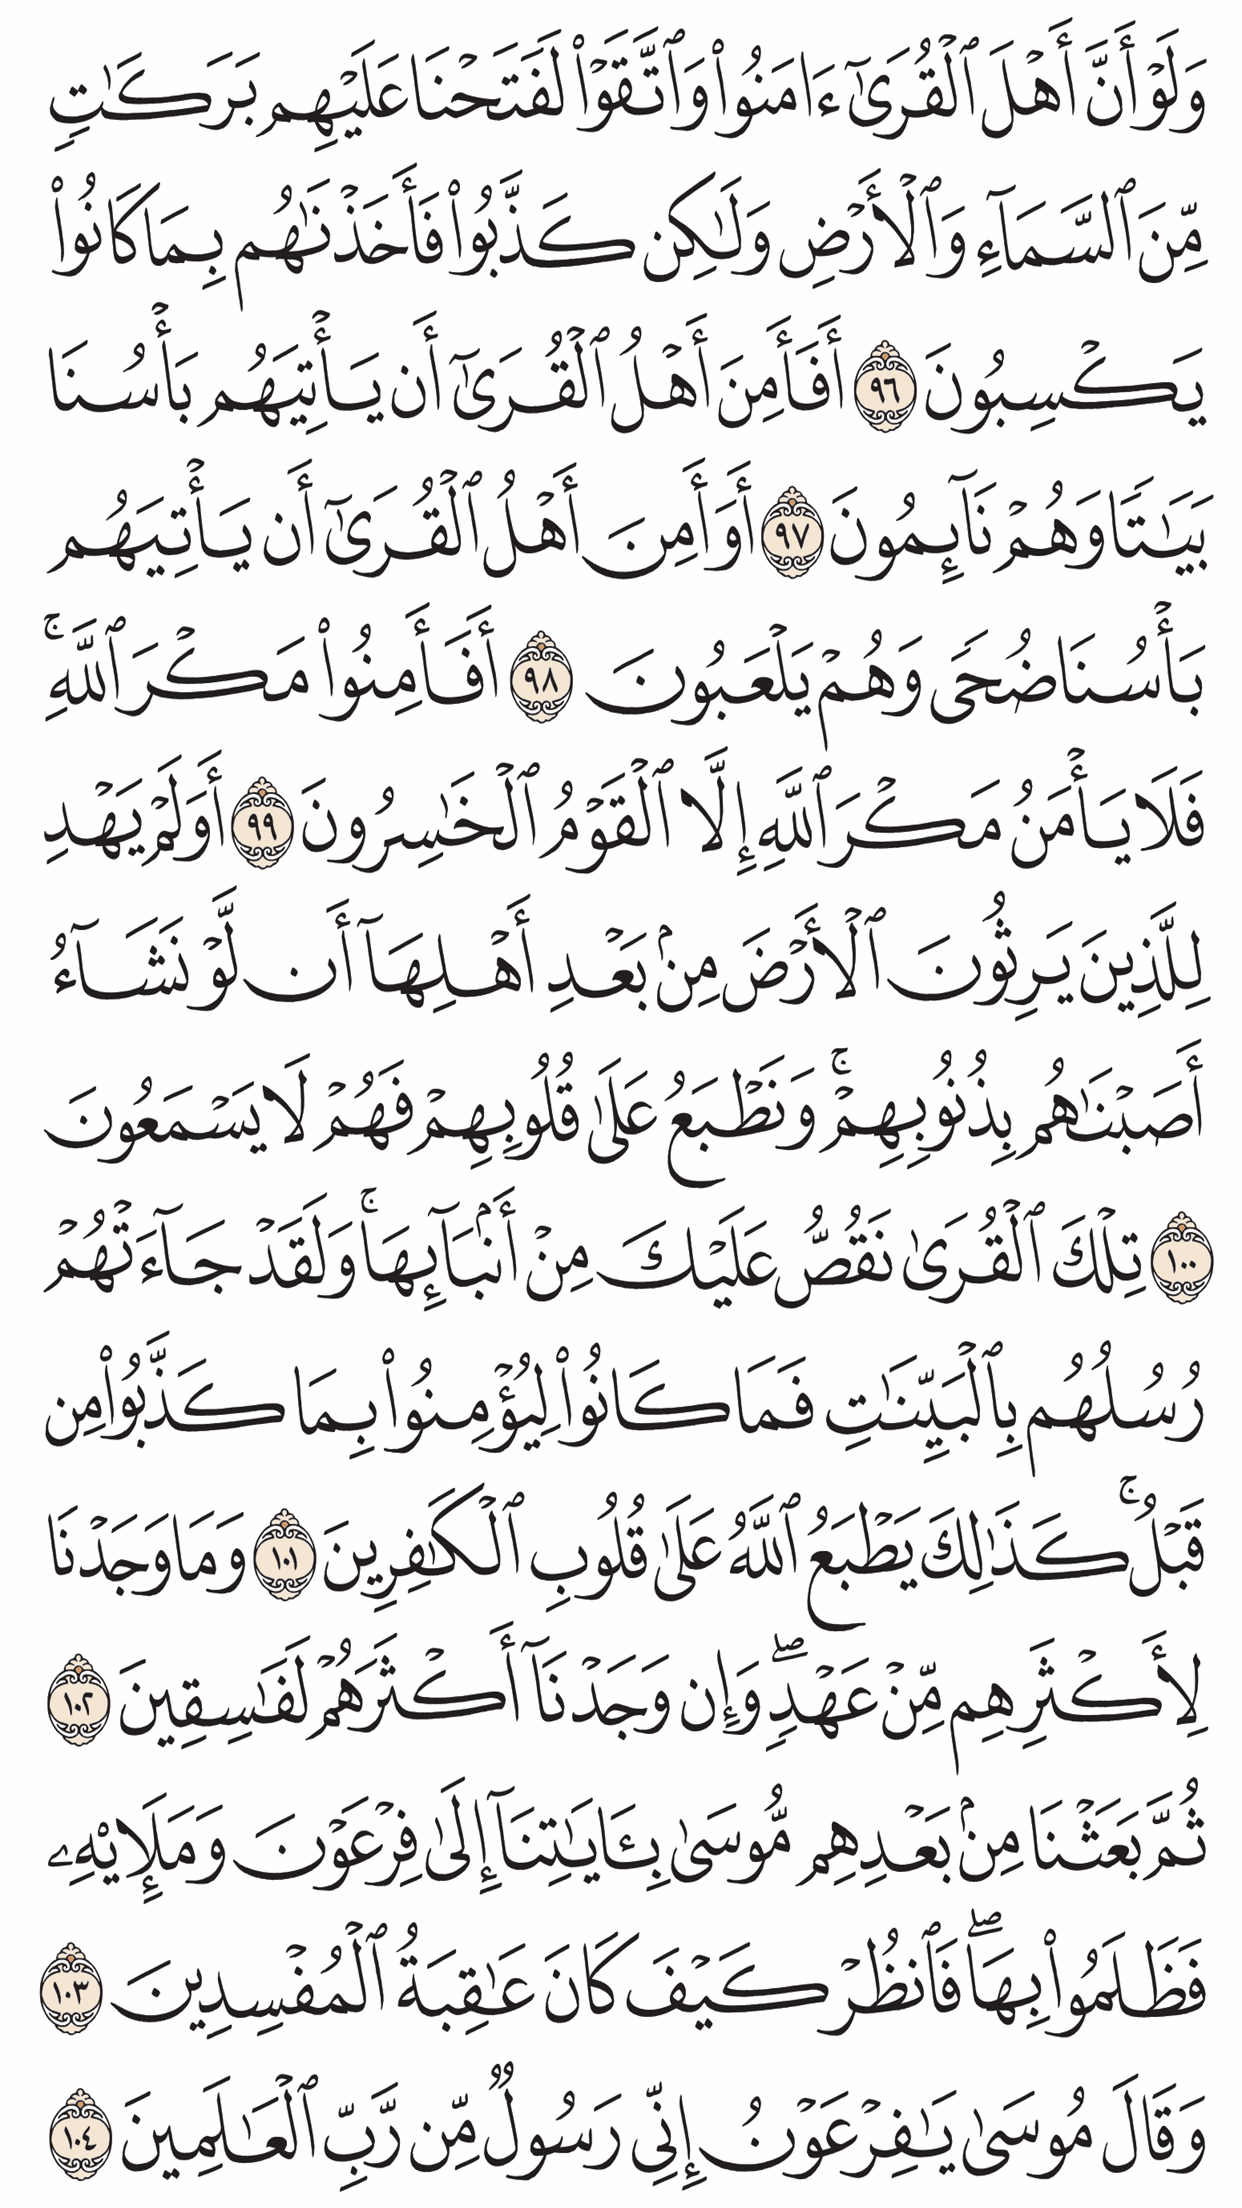 وَلَوۡ أَنَّ أَهۡلَ ٱلۡقُرَىٰٓ ءَامَنُواْ وَٱتَّقَوۡاْ لَفَتَحۡنَا عَلَيۡهِم بَرَكَٰتٖ
مِّنَ ٱلسَّمَآءِ وَٱلۡأَرۡضِ وَلَٰكِن كَذَّبُواْ فَأَخَذۡنَٰهُم بِمَا كَانُواْ
يَكۡسِبُونَ ٩٦ أَفَأَمِنَ أَهۡلُ ٱلۡقُرَىٰٓ أَن يَأۡتِيَهُم بَأۡسُنَا
بَيَٰتٗا وَهُمۡ نَآئِمُونَ ٩٧ أَوَأَمِنَ أَهۡلُ ٱلۡقُرَىٰٓ أَن يَأۡتِيَهُم
بَأۡسُنَا ضُحٗى وَهُمۡ يَلۡعَبُونَ ٩٨ أَفَأَمِنُواْ مَكۡرَ ٱللَّهِۚ
فَلَا يَأۡمَنُ مَكۡرَ ٱللَّهِ إِلَّا ٱلۡقَوۡمُ ٱلۡخَٰسِرُونَ ٩٩ أَوَلَمۡ يَهۡدِ
لِلَّذِينَ يَرِثُونَ ٱلۡأَرۡضَ مِنۢ بَعۡدِ أَهۡلِهَآ أَن لَّوۡ نَشَآءُ
أَصَبۡنَٰهُم بِذُنُوبِهِمۡۚ وَنَطۡبَعُ عَلَىٰ قُلُوبِهِمۡ فَهُمۡ لَا يَسۡمَعُونَ
١٠٠ تِلۡكَ ٱلۡقُرَىٰ نَقُصُّ عَلَيۡكَ مِنۡ أَنۢبَآئِهَاۚ وَلَقَدۡ جَآءَتۡهُمۡ
رُسُلُهُم بِٱلۡبَيِّنَٰتِ فَمَا كَانُواْ لِيُؤۡمِنُواْ بِمَا كَذَّبُواْ مِن
قَبۡلُۚ كَذَٰلِكَ يَطۡبَعُ ٱللَّهُ عَلَىٰ قُلُوبِ ٱلۡكَٰفِرِينَ ١٠١ وَمَا وَجَدۡنَا
لِأَكۡثَرِهِم مِّنۡ عَهۡدٖۖ وَإِن وَجَدۡنَآ أَكۡثَرَهُمۡ لَفَٰسِقِينَ ١٠٢
ثُمَّ بَعَثۡنَا مِنۢ بَعۡدِهِم مُّوسَىٰ بِـَٔايَٰتِنَآ إِلَىٰ فِرۡعَوۡنَ وَمَلَإِيْهِۦ
فَظَلَمُواْ بِهَاۖ فَٱنظُرۡ كَيۡفَ كَانَ عَٰقِبَةُ ٱلۡمُفۡسِدِينَ ١٠٣
وَقَالَ مُوسَىٰ يَٰفِرۡعَوۡنُ إِنِّي رَسُولٞ مِّن رَّبِّ ٱلۡعَٰلَمِينَ ١٠٤